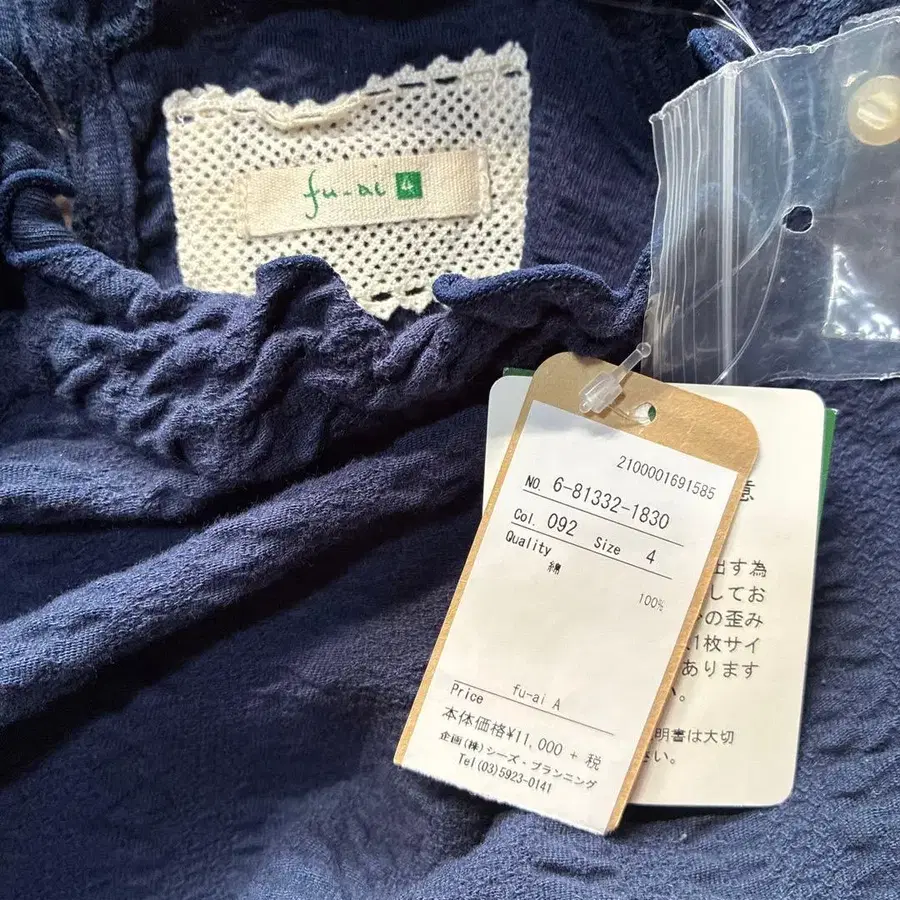 fu-ai 4
2100001691585
NO. 6-81332-1830
Col. 092 Size 4
Quality
綿
100%
fu-ai A
Price
本体価格¥11,000 + 税
企画(株)シーズ・プランニング
Tel(03)5923-0141
意
出す為
してお
の歪み
1枚サイ
あります
い。
明書は大切
さい。